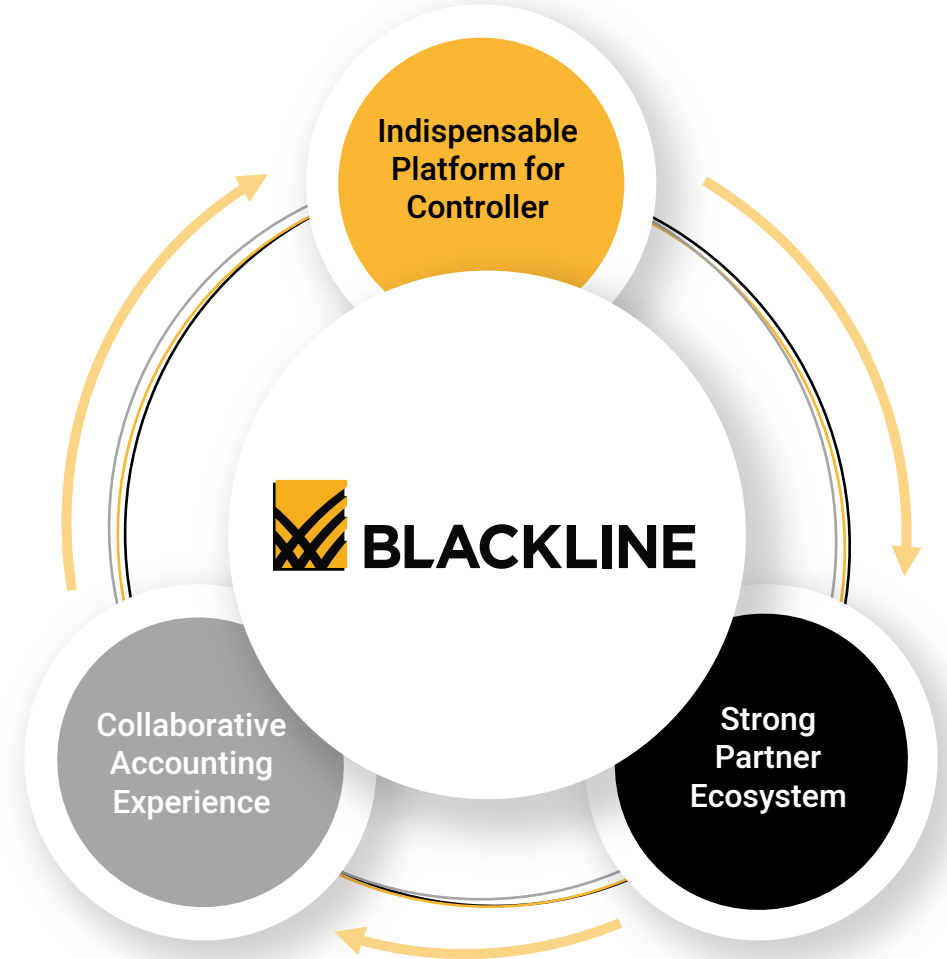 Indispensable
Platform for
Controller
BLACKLINE
Collaborative
Accounting
Experience
Strong
Partner
Ecosystem